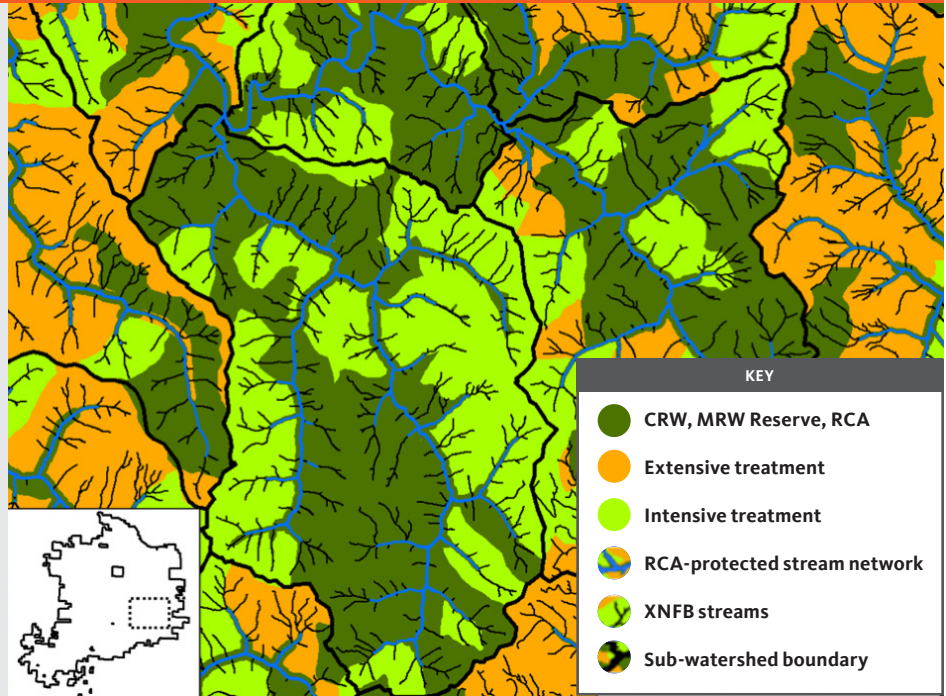 KEY
CRW, MRW Reserve, RCA
Extensive treatment
Intensive treatment
RCA-protected stream network
XNFB streams
Sub-watershed boundary